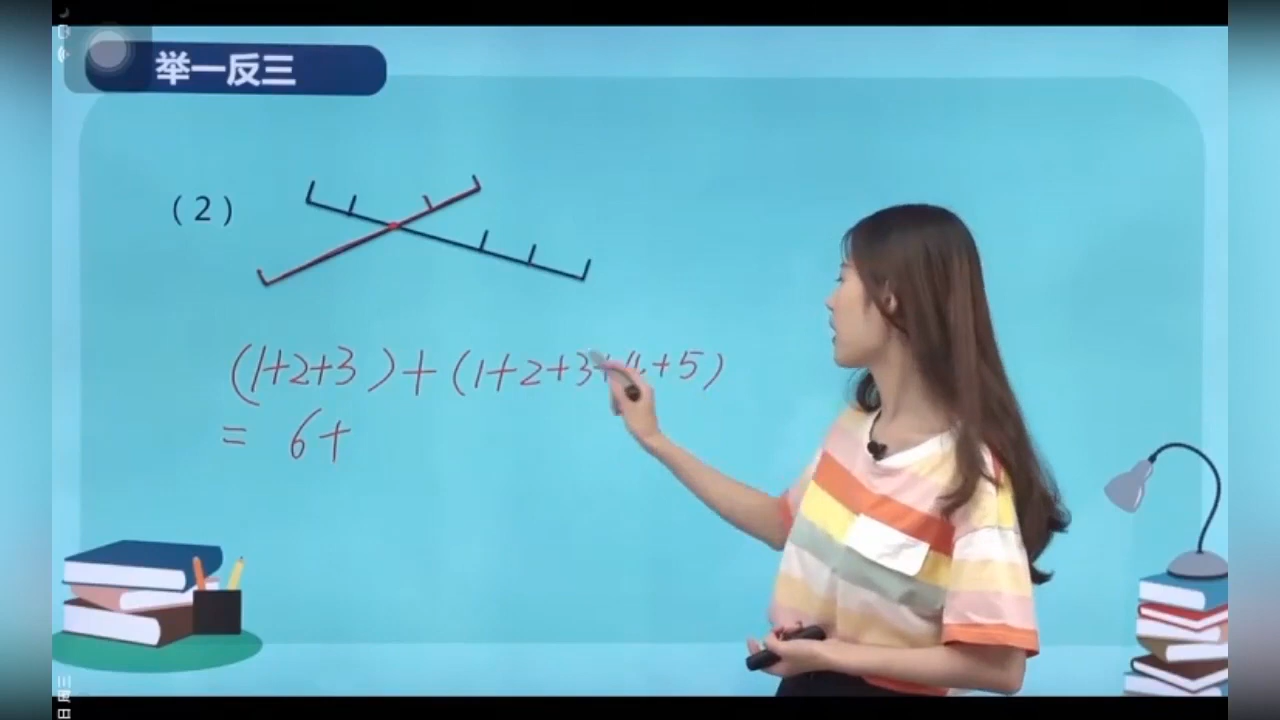 举一反三
(2)
(1+2+3)+(1+2+3+4+5)
= 6+